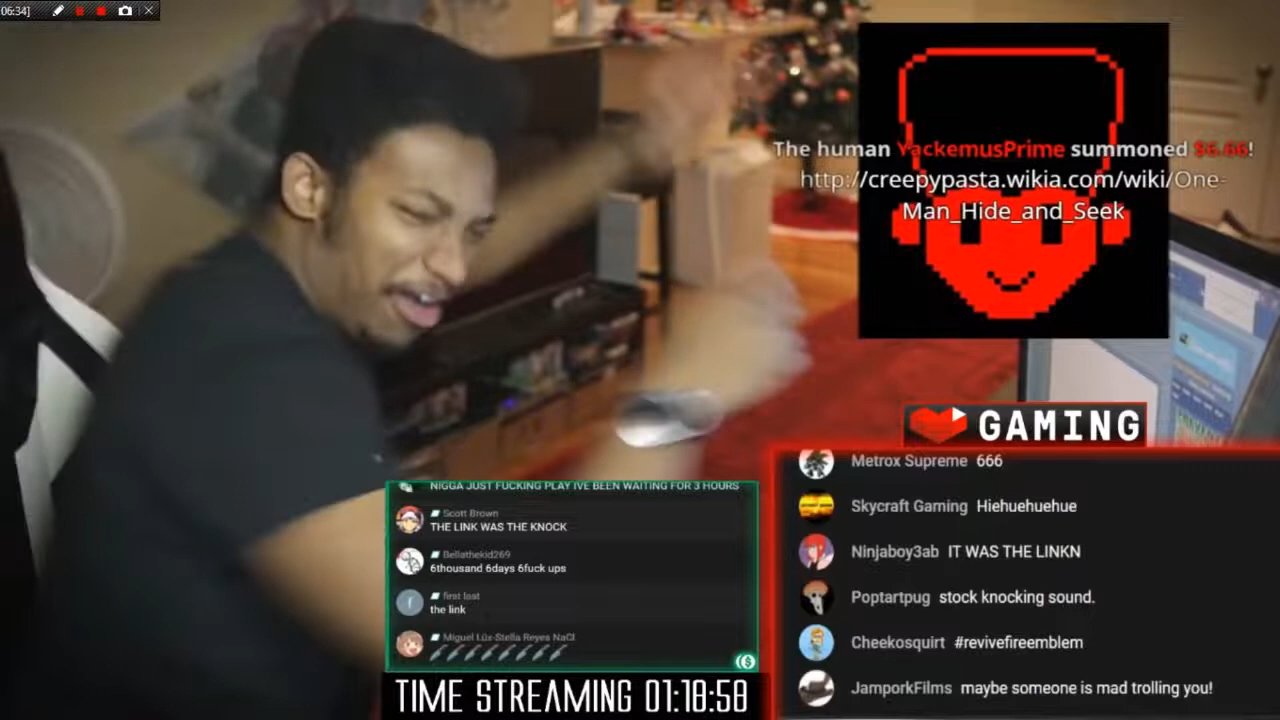 06:34]
The human YackemusPrime summoned $6.66!
http://creepypasta.wikia.com/wiki/One-
Man_Hide_and_Seek
GAMING
Metrox Supreme 666
Skycraft Gaming Hiehuehuehue
Ninjaboy3ab IT WAS THE LINKN
Poptartpug stock knocking sound.
Cheekosquirt #revivefireemblem
JamporkFilms maybe someone is mad trolling you!
NIGGA JUST FUCKING PLAY IVE BEEN WAITING FOR 3 HOURS
Scott Brown
THE LINK WAS THE KNOCK
Bellathekid269
6thousand 6days 6fuck ups
first last
the link
Miguel Lüz-Stella Reyes NaCl
TIME STREAMING 01:18:58